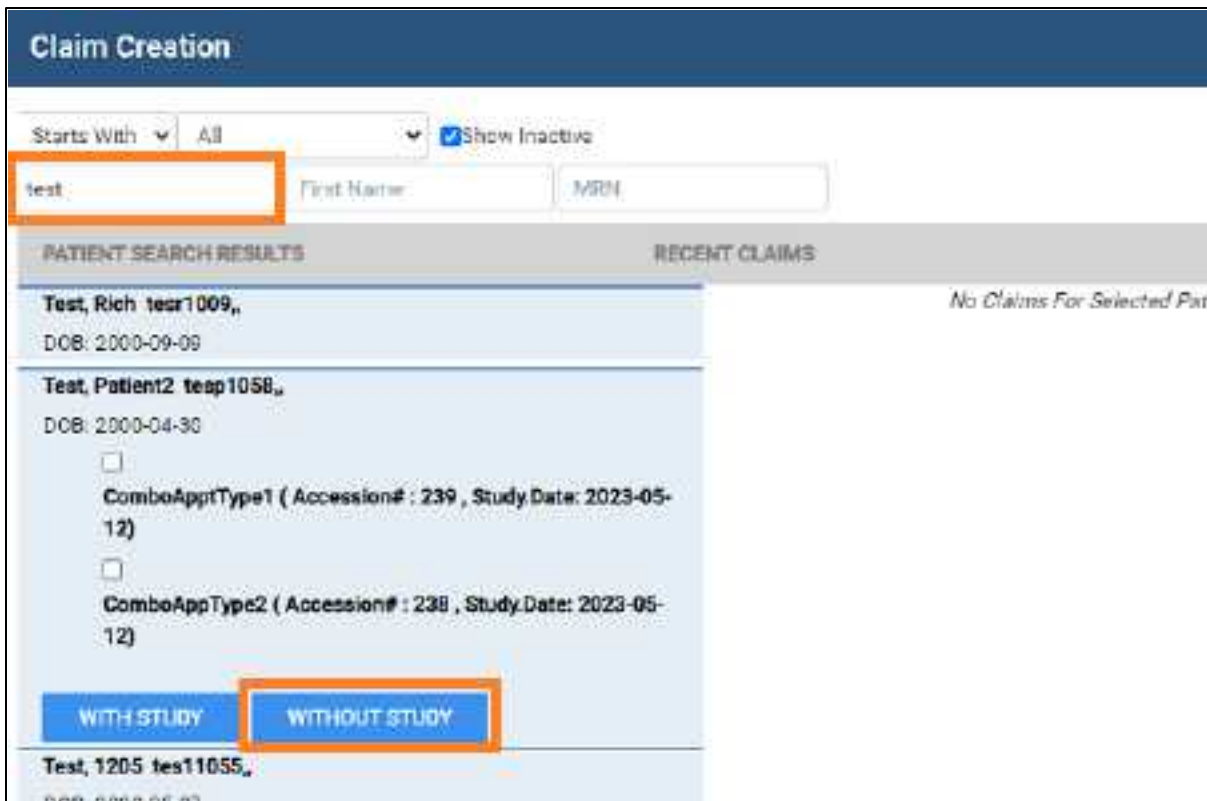 Claim Creation
Starts With All Show Inactive
test First Name MRN
PATIENT SEARCH RESULTS RECENT CLAIMS
Test, Rich tesr1009,, No Claims For Selected Pat
DOB: 2000-09-09
Test, Patient2 tesp1058,,
DOB: 2000-04-30
ComboApptType1 ( Accession# : 239 , Study.Date: 2023-05-
12)
ComboAppType2 ( Accession# : 238 , Study.Date: 2023-05-
12)
WITH STUDY WITHOUT STUDY
Test, 1205 tes11055,,